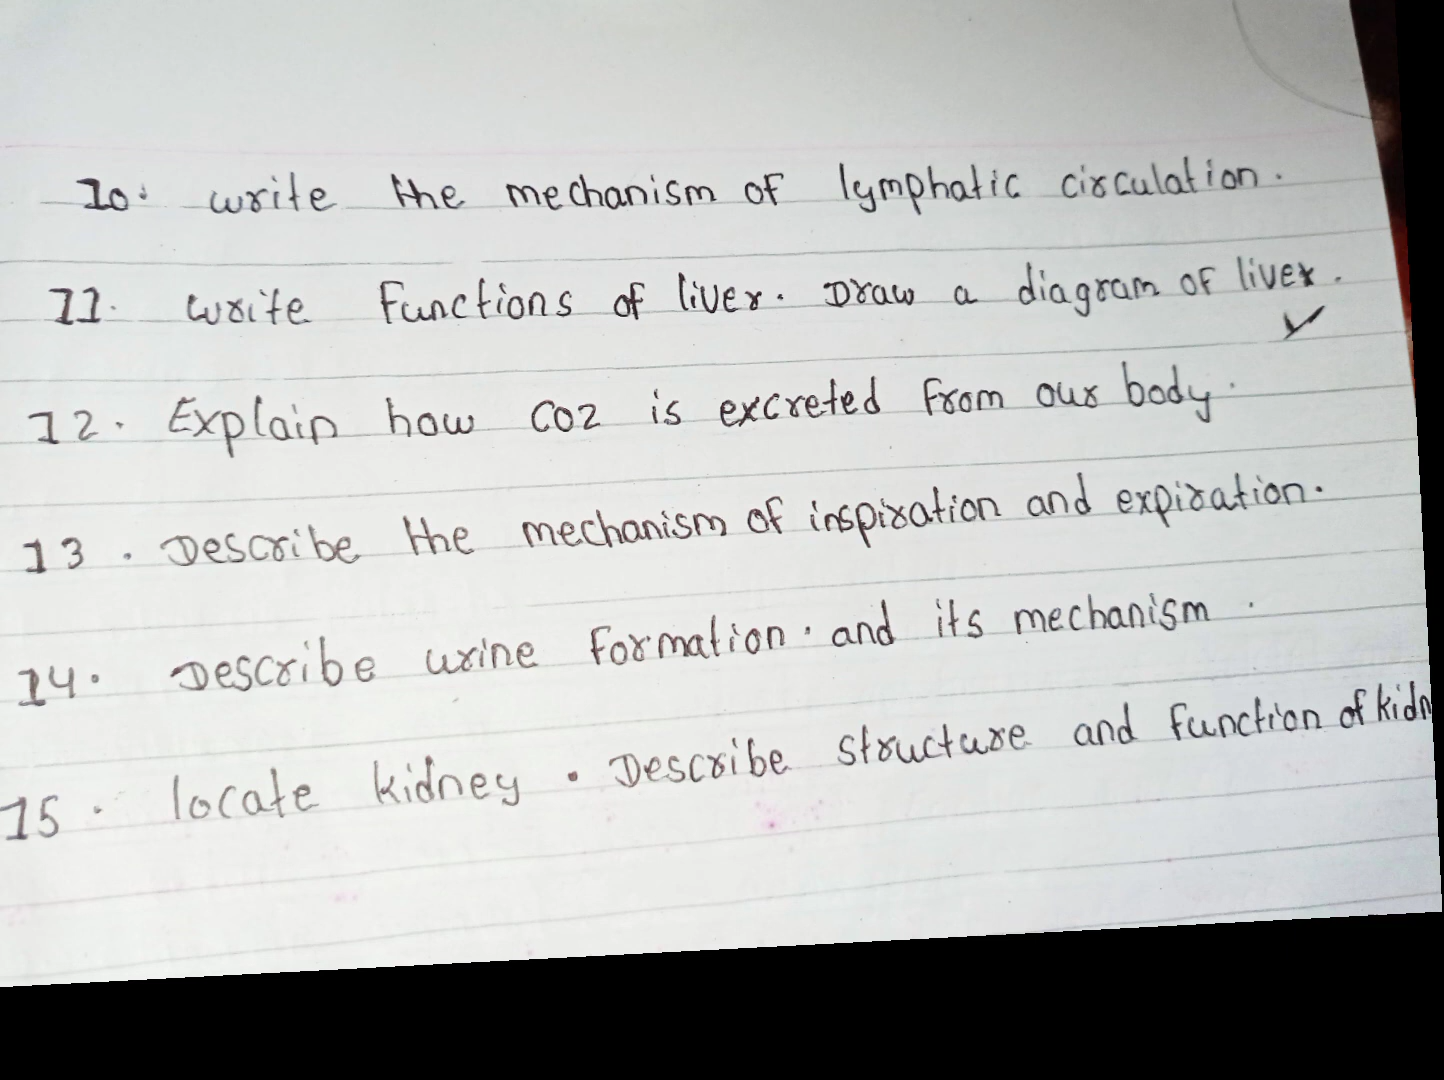 10. write the mechanism of lymphatic circulation.
11. write Functions of liver. Draw a diagram of liver.
12. Explain how CO2 is excreted From our body.
13. Describe the mechanism of inspiration and expiration.
14. Describe urine Formation. and its mechanism.
15. locate kidney. Describe structure and function of kidn